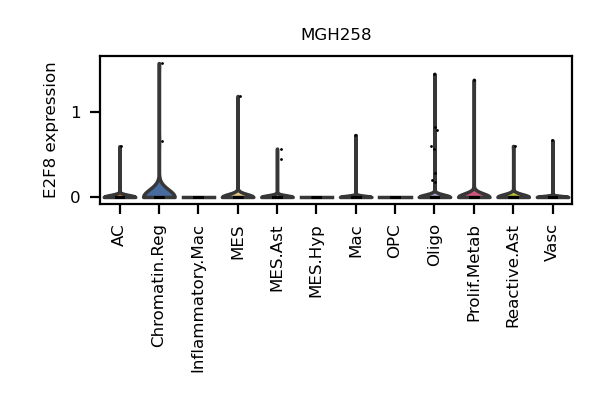 MGH258
E2F8 expression
1
0
AC
Chromatin.Reg
Inflammatory.Mac
MES
MES.Ast
MES.Hyp
Mac
OPC
Oligo
Prolif.Metab
Reactive.Ast
Vasc